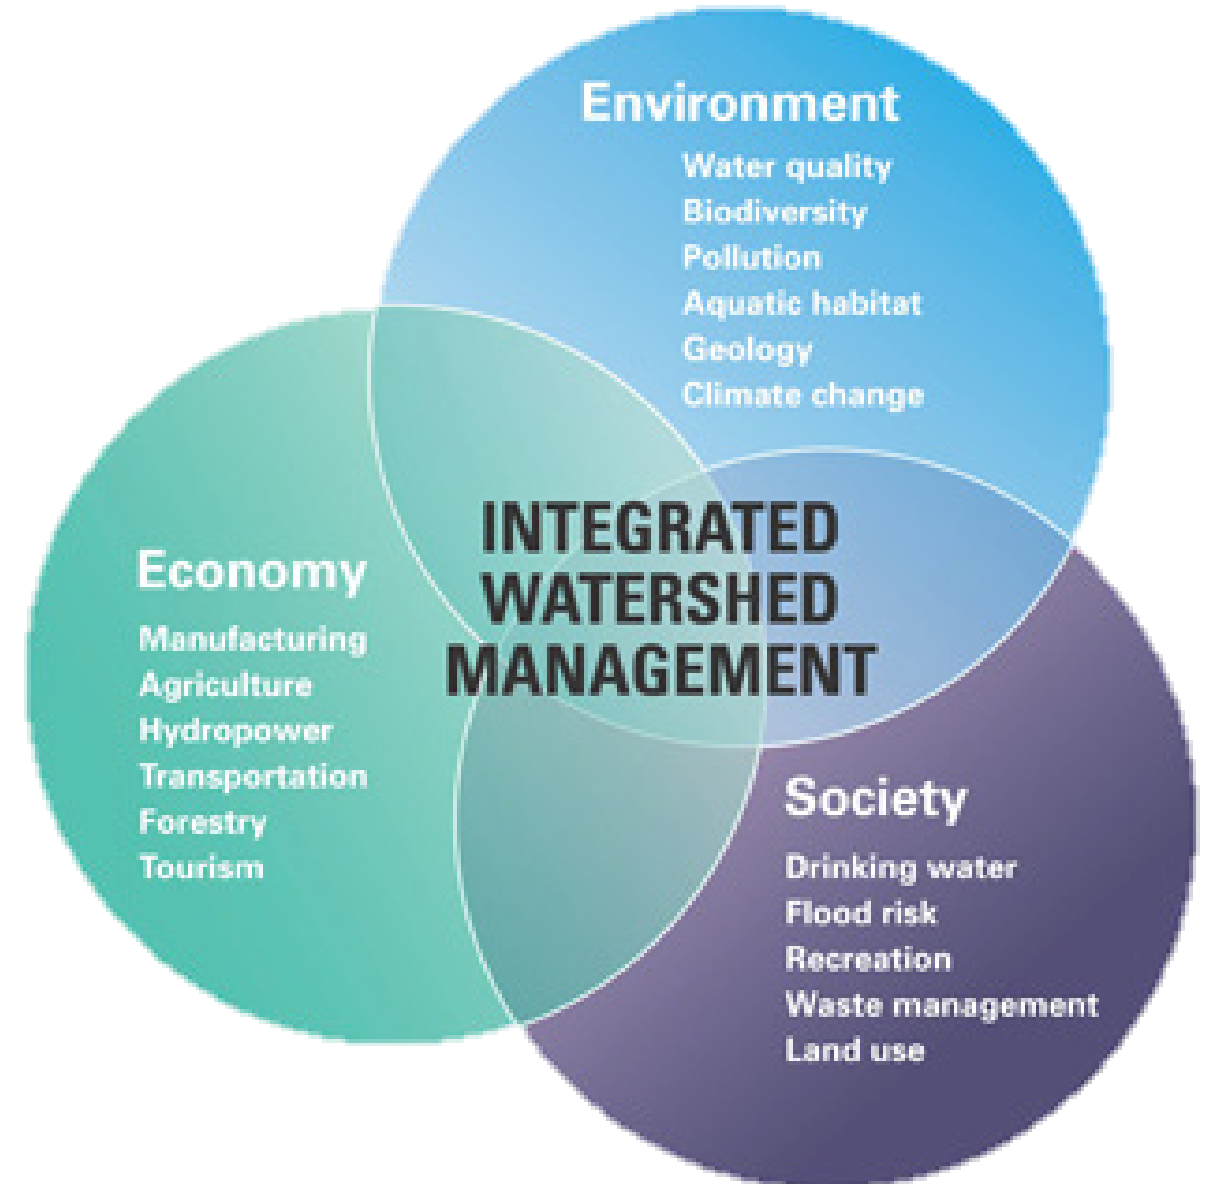 Environment
Water quality
Biodiversity
Pollution
Aquatic habitat
Geology
Climate change
INTEGRATED
WATERSHED
MANAGEMENT
Economy
Manufacturing
Agriculture
Hydropower
Transportation
Forestry
Tourism
Society
Drinking water
Flood risk
Recreation
Waste management
Land use